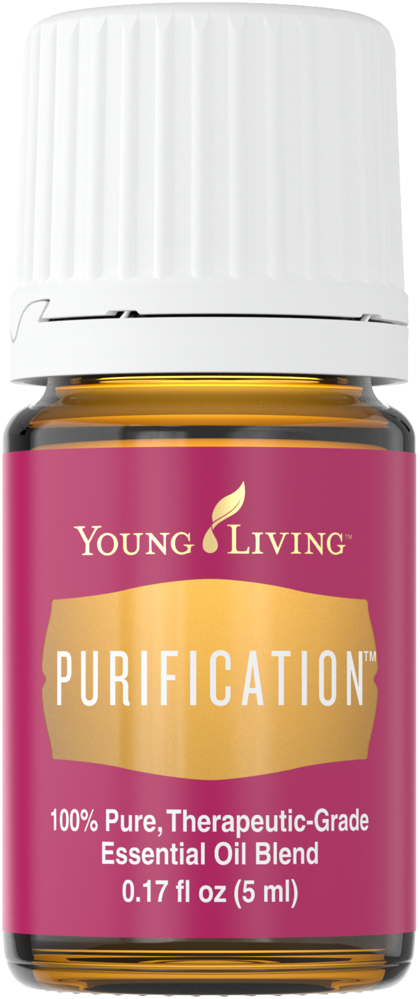 YOUNG LIVING™
PURIFICATION™
100% Pure, Therapeutic-Grade
Essential Oil Blend
0.17 fl oz (5 ml)